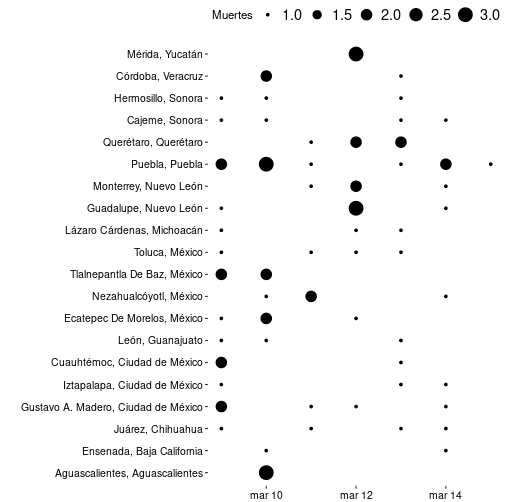 Muertes 1.0 1.5 2.0 2.5 3.0
Mérida, Yucatán
Córdoba, Veracruz
Hermosillo, Sonora
Cajeme, Sonora
Querétaro, Querétaro
Puebla, Puebla
Monterrey, Nuevo León
Guadalupe, Nuevo León
Lázaro Cárdenas, Michoacán
Toluca, México
Tlalnepantla De Baz, México
Nezahualcóyotl, México
Ecatepec De Morelos, México
León, Guanajuato
Cuauhtémoc, Ciudad de México
Iztapalapa, Ciudad de México
Gustavo A. Madero, Ciudad de México
Juárez, Chihuahua
Ensenada, Baja California
Aguascalientes, Aguascalientes
mar 10 mar 12 mar 14